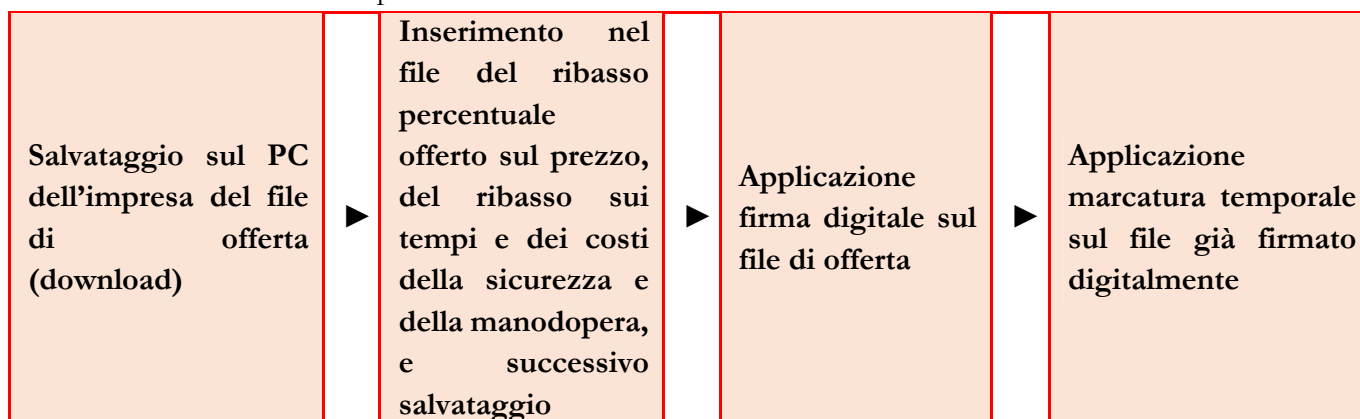 Salvataggio sul PC
dell'impresa del file
di offerta
(download)
►
Inserimento nel
file del ribasso
percentuale
offerto sul prezzo,
del ribasso sui
tempi e dei costi
della sicurezza e
della manodopera,
e successivo
salvataggio
►
Applicazione
firma digitale sul
file di offerta
►
Applicazione
marcatura temporale
sul file già firmato
digitalmente